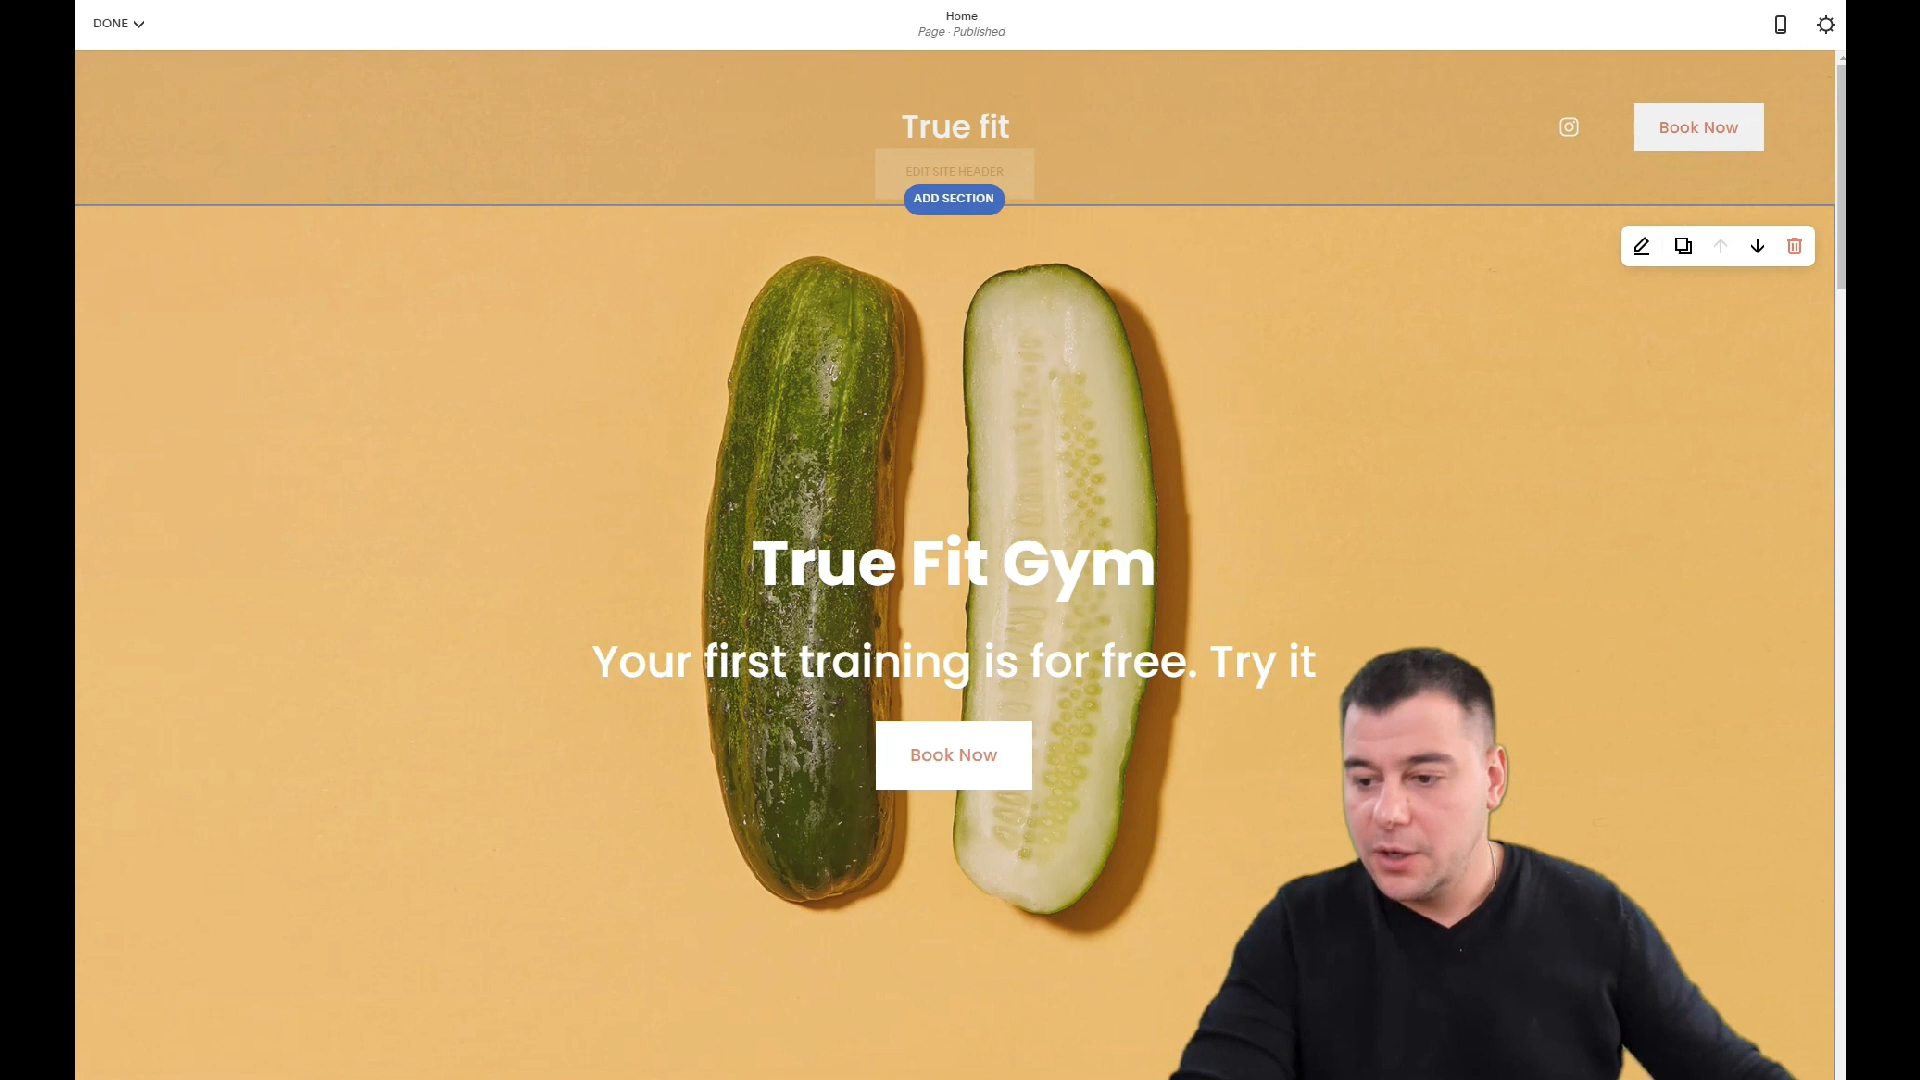 DONE
Home
Page · Published
True fit
Book Now
EDIT SITE HEADER
ADD SECTION
True Fit Gym
Your first training is for free. Try it
Book Now